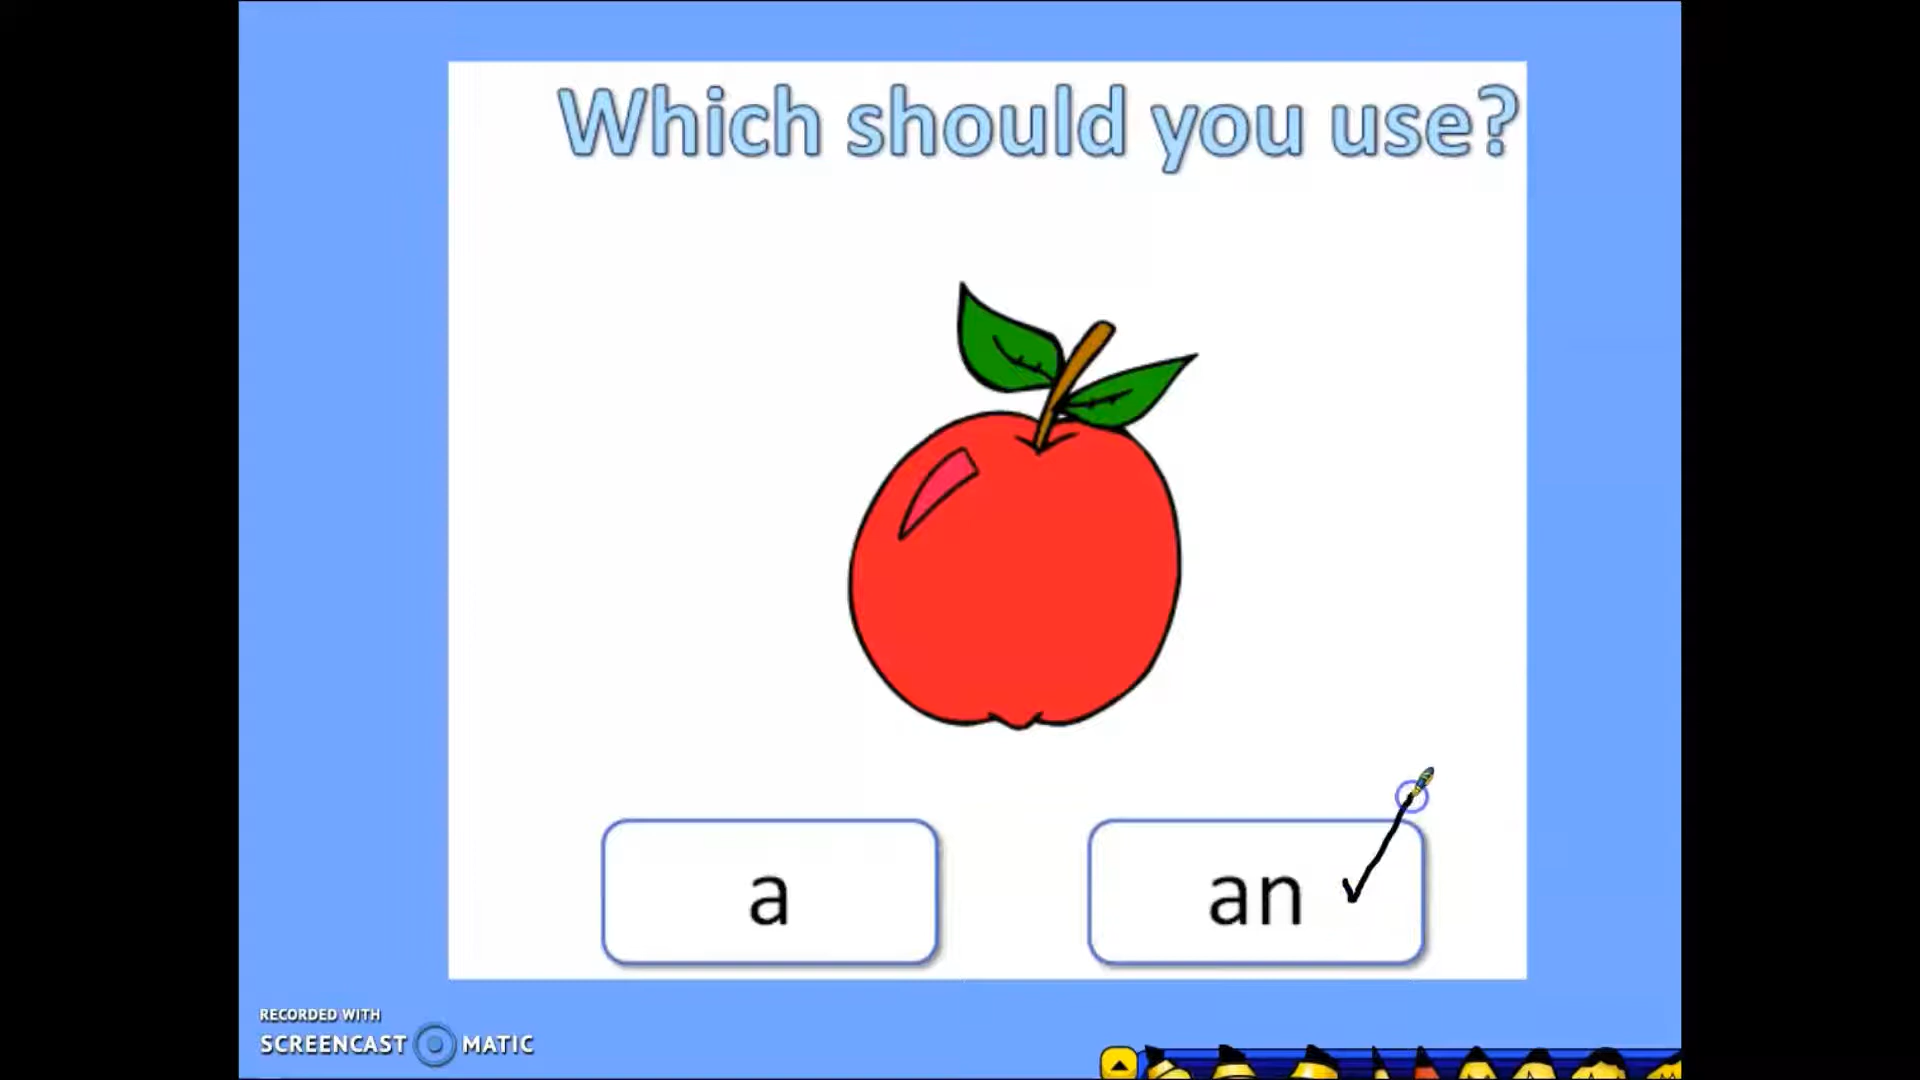 Which should you use?
a
an
RECORDED WITH
SCREENCAST MATIC